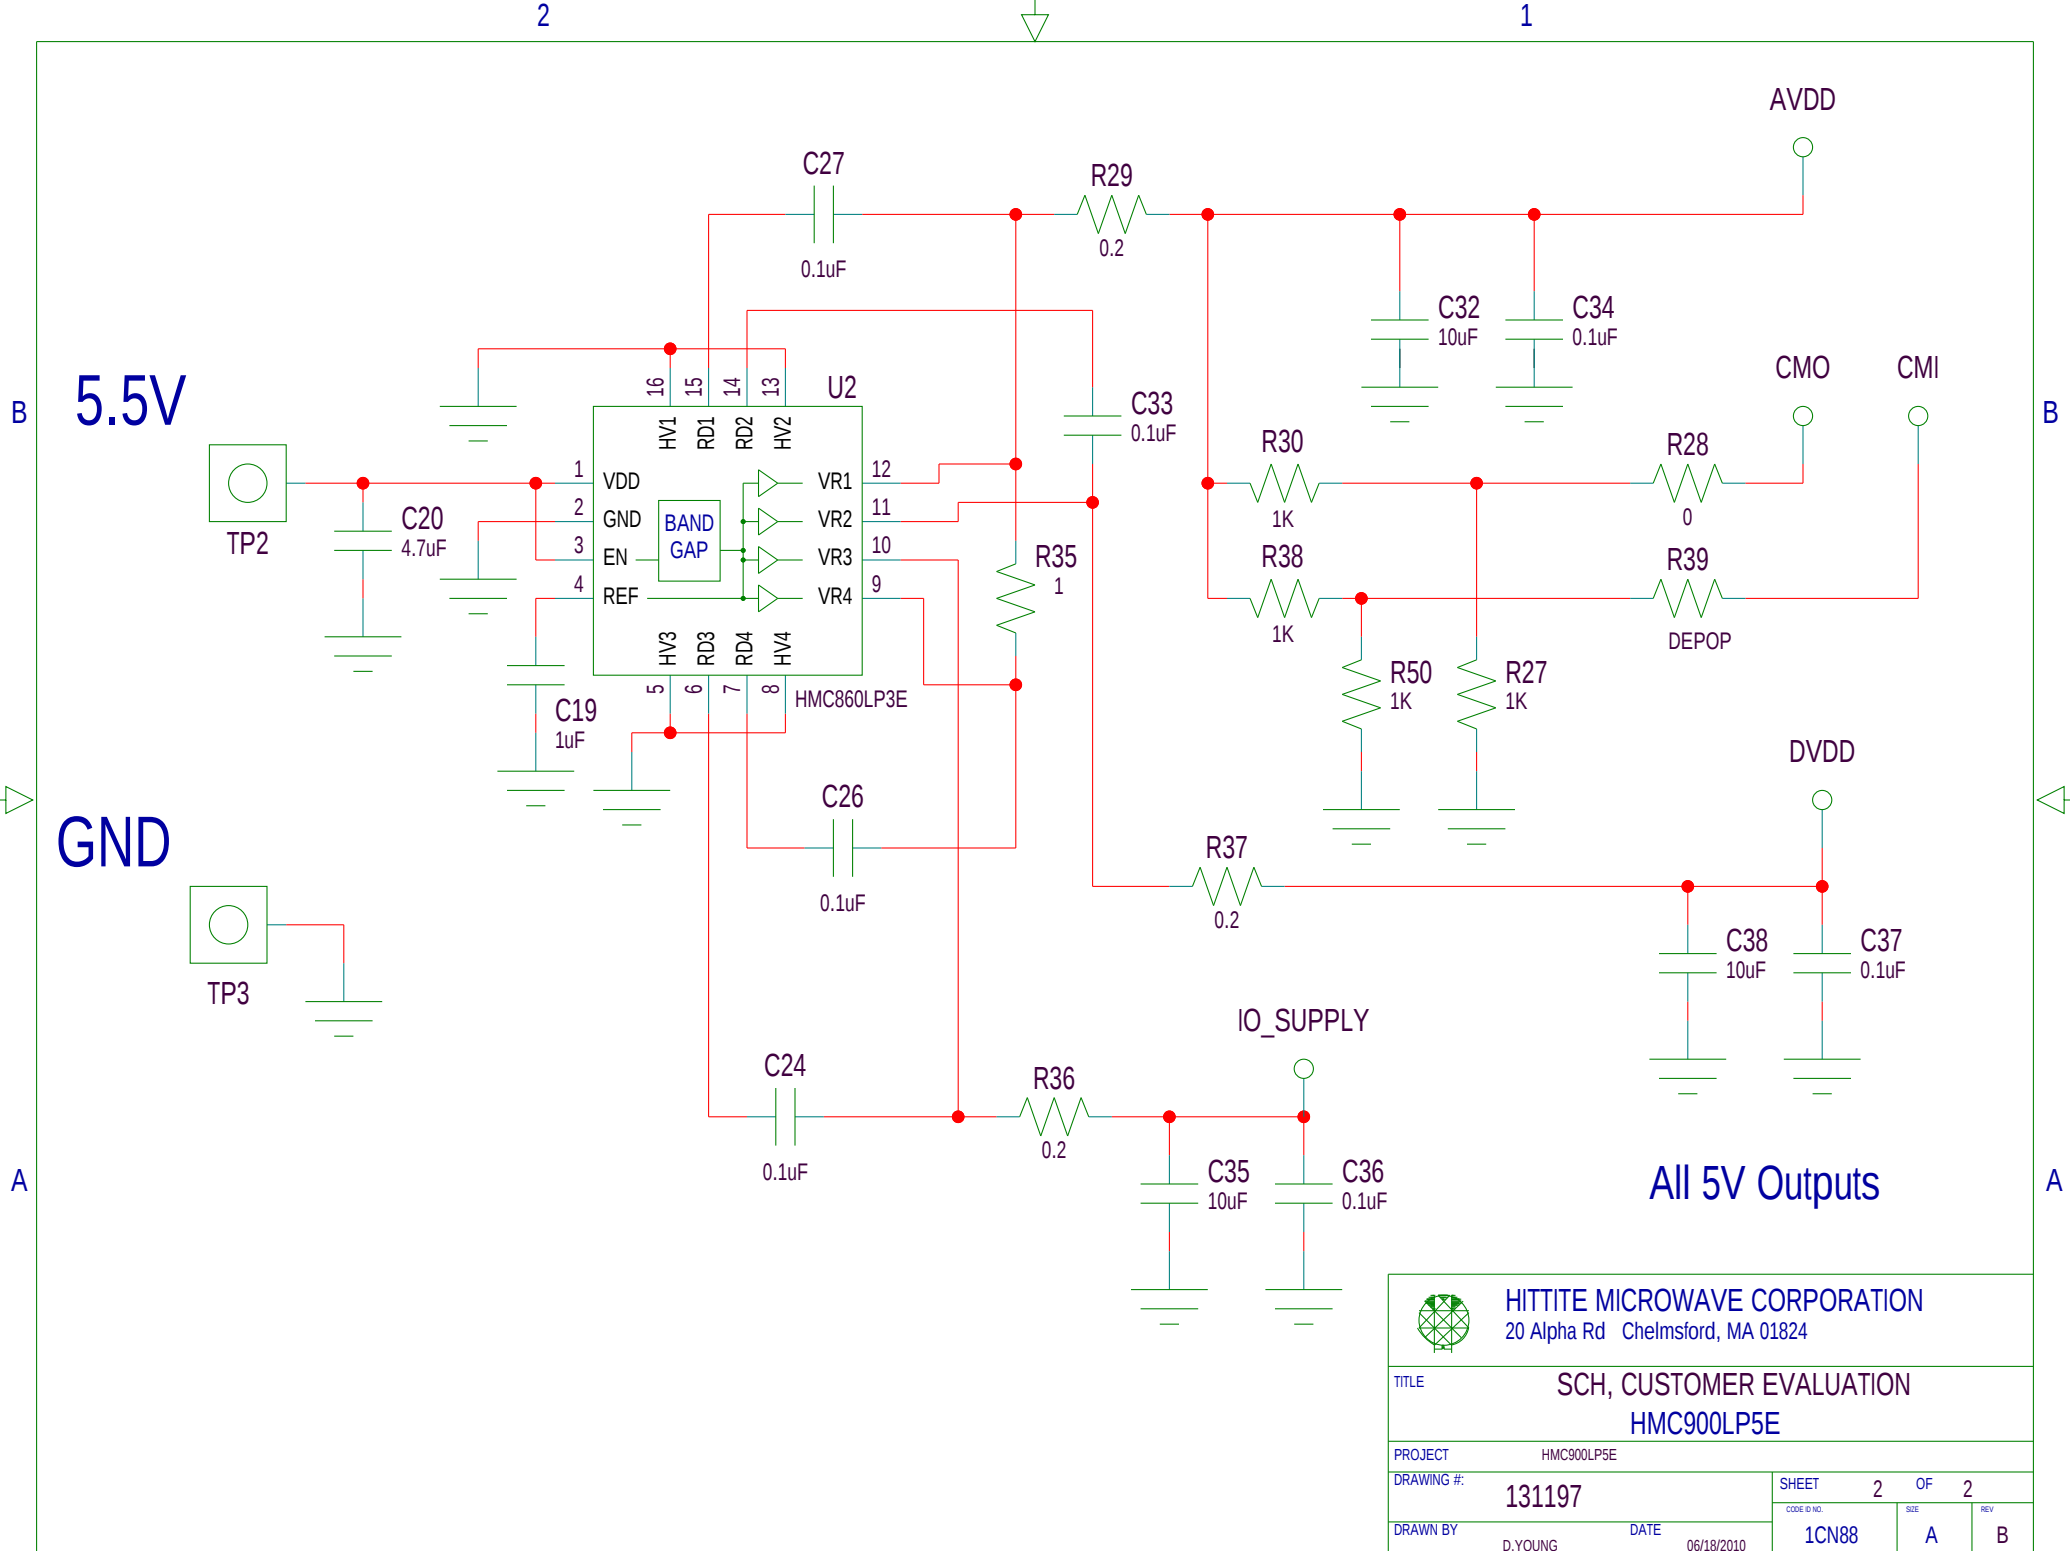 2
1
AVDD
C27
0.1uF
R29
0.2
C32
10uF
C34
0.1uF
CMO
CMI
B
B
5.5V
TP2
C20
4.7uF
16
15
14
13
U2
HV1
RD1
RD2
HV2
1
VDD
2
GND
3
EN
4
REF
BAND
GAP
VR1
12
VR2
11
VR3
10
VR4
9
HV3
RD3
RD4
HV4
5
6
7
8
HMC860LP3E
C33
0.1uF
R30
1K
R28
0
R35
1
R38
1K
R39
DEPOP
R50
1K
R27
1K
C19
1uF
DVDD
GND
TP3
C26
0.1uF
R37
0.2
C38
10uF
C37
0.1uF
IO_SUPPLY
C24
0.1uF
R36
0.2
C35
10uF
C36
0.1uF
A
A
All 5V Outputs
HITTITE MICROWAVE CORPORATION
20 Alpha Rd Chelmsford, MA 01824
TITLE
SCH, CUSTOMER EVALUATION
HMC900LP5E
PROJECT HMC900LP5E
DRAWING #:
131197
SHEET 2 OF 2
CODE ID NO.
1CN88
SIZE
A
REV
B
DRAWN BY
D.YOUNG
DATE
06/18/2010